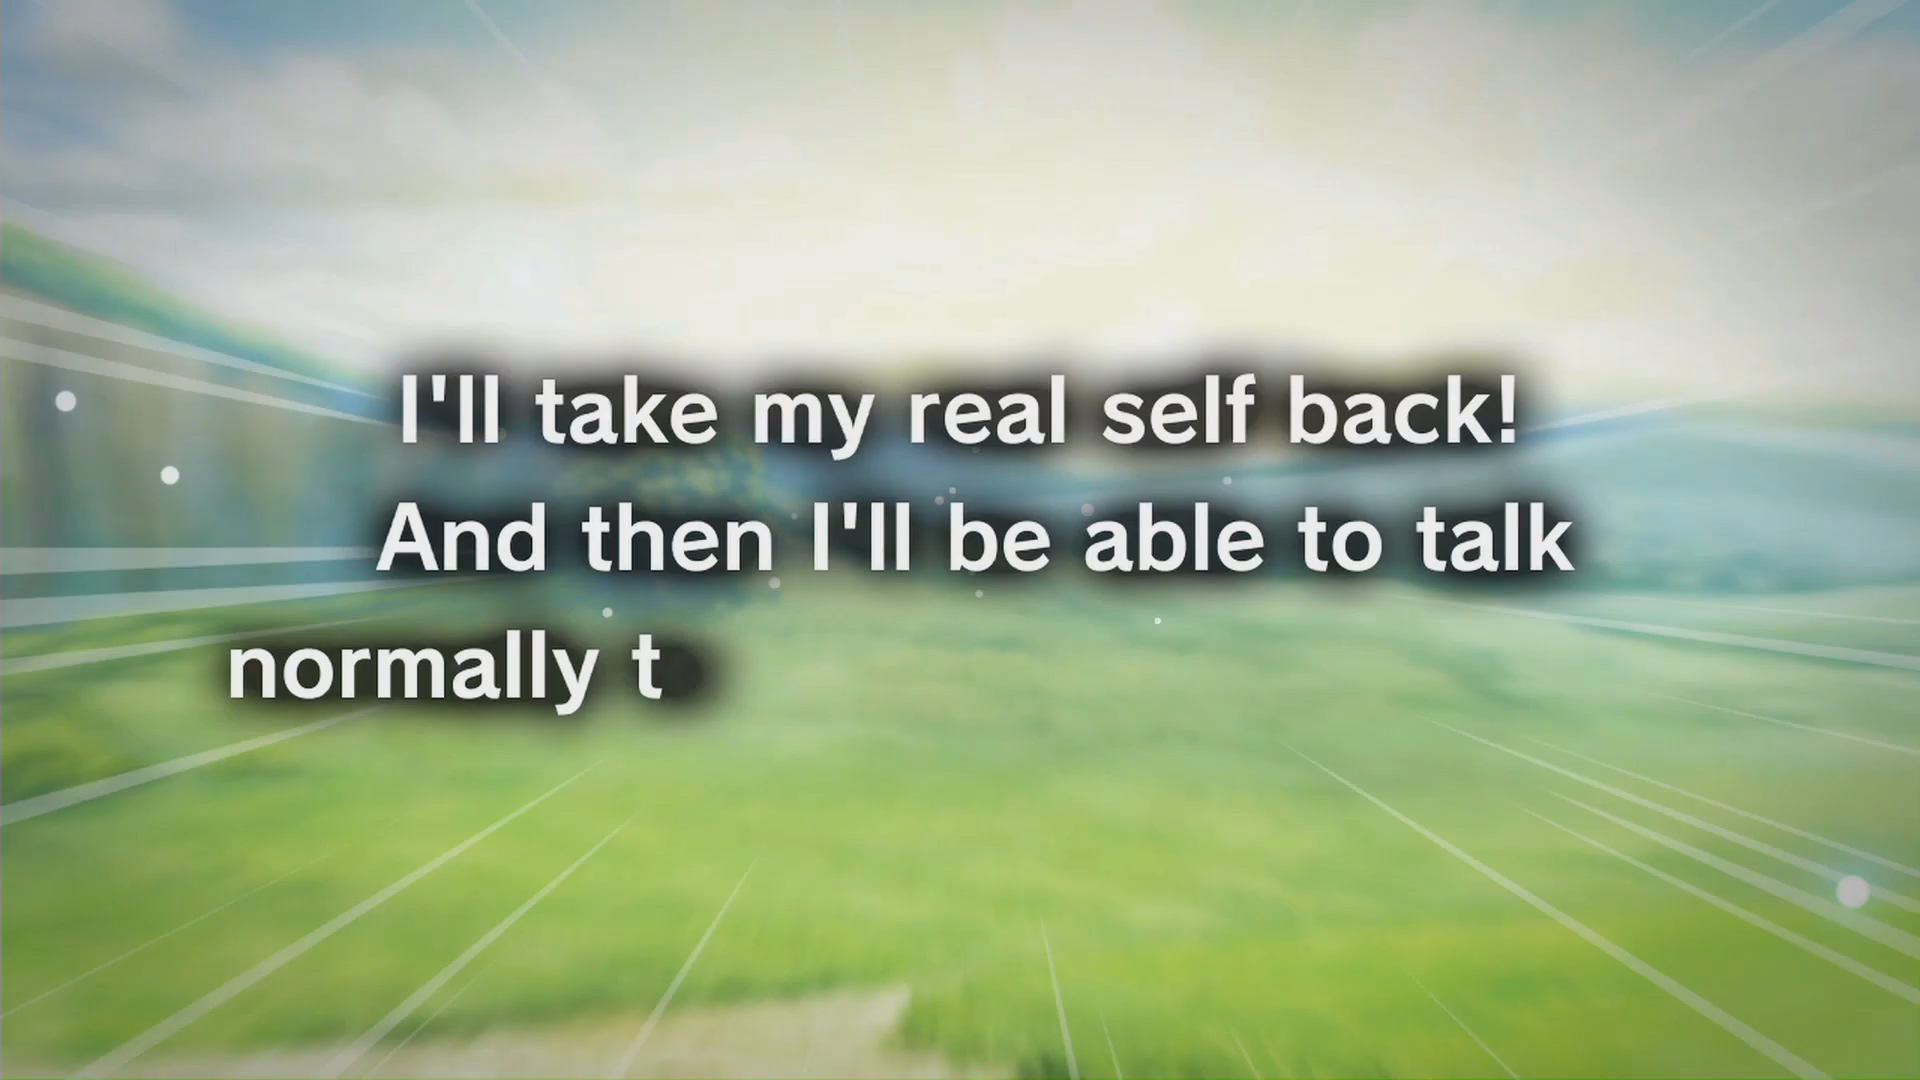 I'll take my real self back!
And then I'll be able to talk
normally t